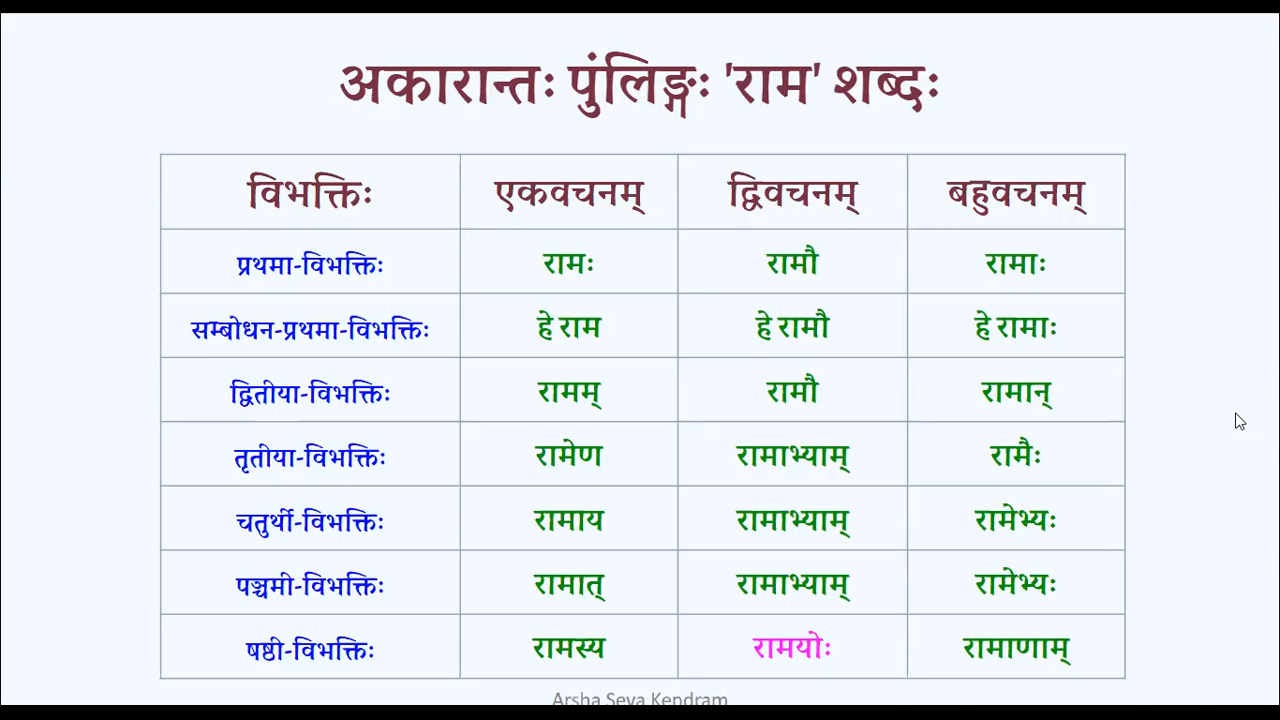 अकारान्तः पुंलिङ्गः 'राम' शब्दः
विभक्तिः एकवचनम् द्विवचनम् बहुवचनम्
प्रथमा-विभक्तिः रामः रामौ रामाः
सम्बोधन-प्रथमा-विभक्तिः हे राम हे रामौ हे रामाः
द्वितीया-विभक्तिः रामम् रामौ रामान्
तृतीया-विभक्तिः रामेण रामाभ्याम् रामैः
चतुर्थी-विभक्तिः रामाय रामाभ्याम् रामेभ्यः
पञ्चमी-विभक्तिः रामात् रामाभ्याम् रामेभ्यः
षष्ठी-विभक्तिः रामस्य रामयोः रामाणाम्
Arsha Seva Kendram